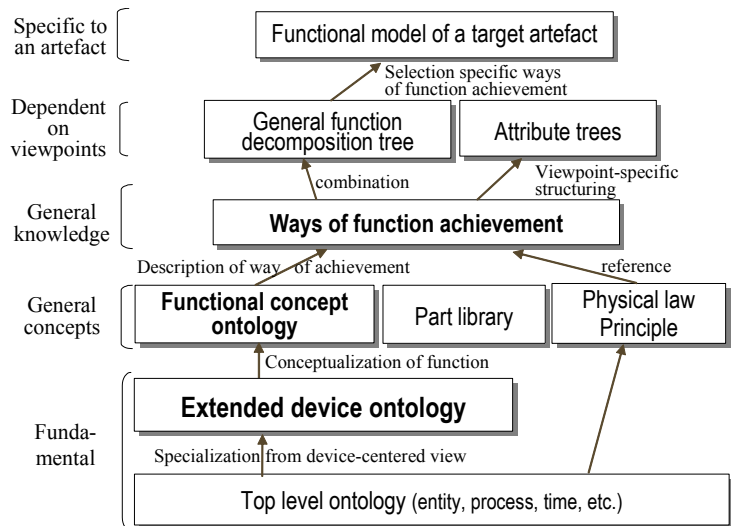 Specific to
an artefact
Functional model of a target artefact
Selection specific ways
of function achievement
Dependent
on
viewpoints
General function
decomposition tree
Attribute trees
combination
Viewpoint-specific
structuring
General
knowledge
Ways of function achievement
Description of way of achievement
reference
General
concepts
Functional concept
ontology
Part library
Physical law
Principle
Conceptualization of function
Funda-
mental
Extended device ontology
Specialization from device-centered view
Top level ontology (entity, process, time, etc.)